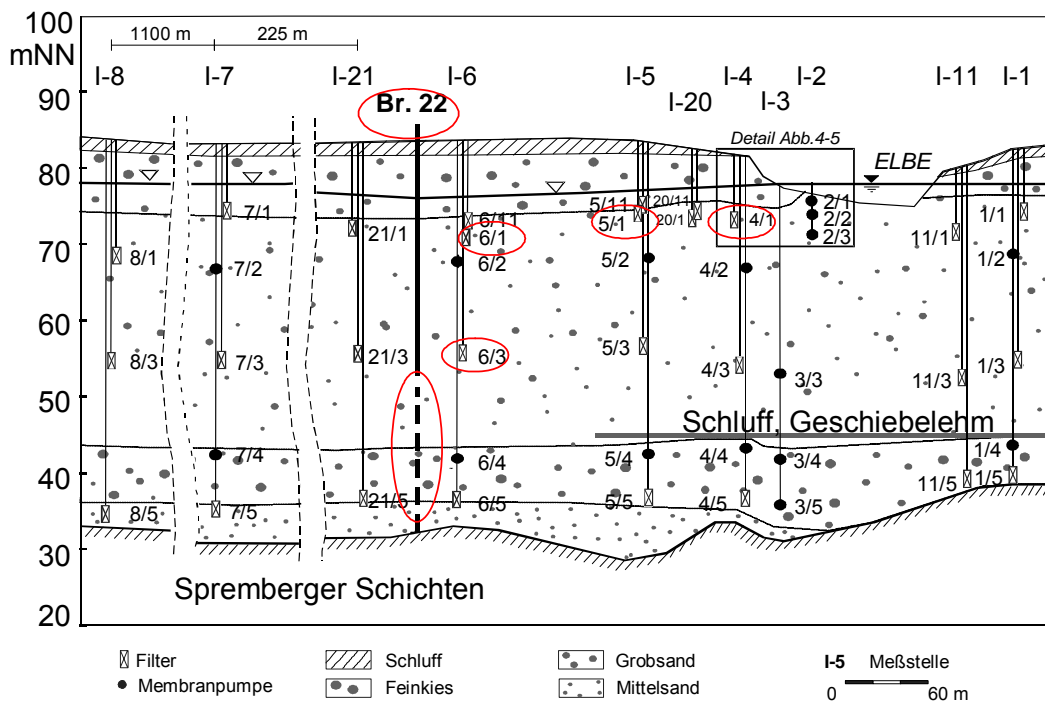 100
mNN
90
80
70
60
50
40
30
20
1100 m
225 m
I-8
I-7
I-21
I-6
I-5
I-4
I-2
I-11
I-1
Br. 22
I-20
I-3
Detail Abb.4-5
ELBE
7/1
6/11
5/11
20/11
2/1
1/1
21/1
6/1
5/1
20/1
4/1
2/2
11/1
2/3
8/1
7/2
6/2
5/2
4/2
1/2
8/3
7/3
21/3
6/3
5/3
4/3
3/3
11/3
1/3
Schluff, Geschiebelehm
7/4
6/4
5/4
4/4
3/4
1/4
8/5
7/5
21/5
6/5
5/5
4/5
3/5
11/5
1/5
Spremberger Schichten
Filter
Schluff
Grobsand
I-5 Meßstelle
Membranpumpe
Feinkies
Mittelsand
0 60 m